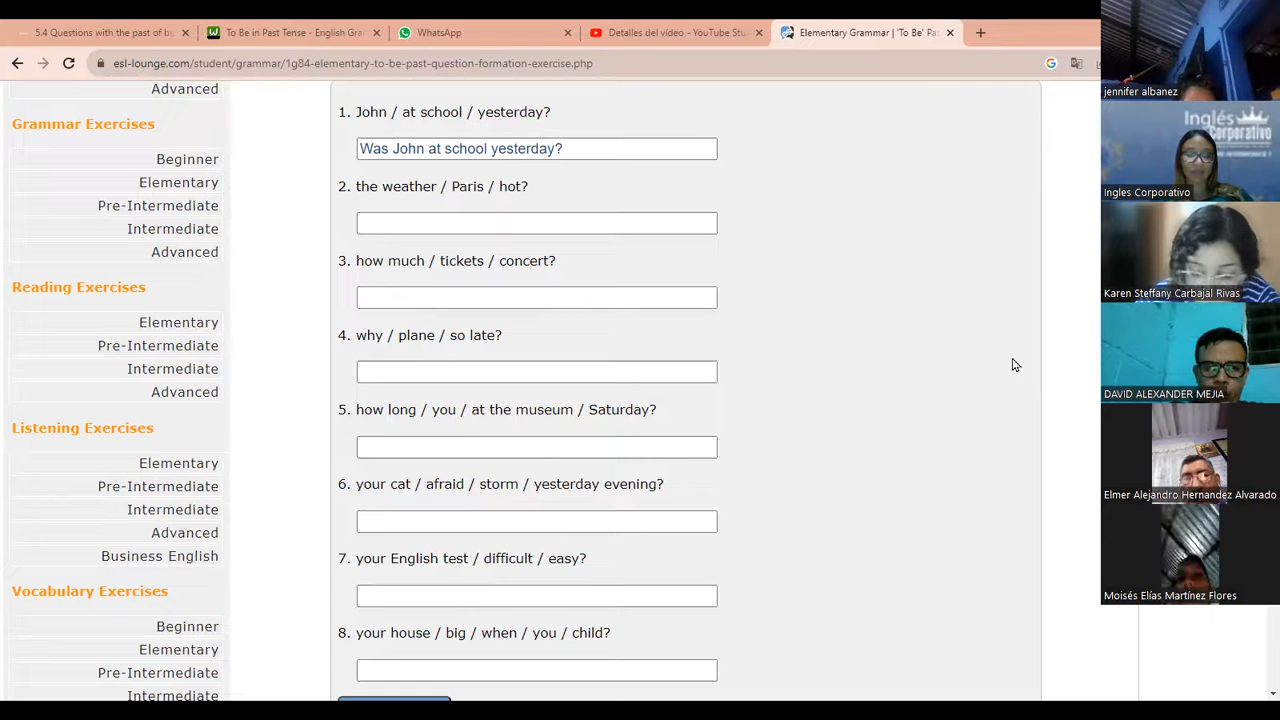 5.4 Questions with the past of be
To Be in Past Tense - English Gra
WhatsApp
Detalles del vídeo - YouTube Stu
Elementary Grammar | 'To Be' Pa
esl-lounge.com/student/grammar/1g84-elementary-to-be-past-question-formation-exercise.php
Advanced
Grammar Exercises
Beginner
Elementary
Pre-Intermediate
Intermediate
Advanced
Reading Exercises
Elementary
Pre-Intermediate
Intermediate
Advanced
Listening Exercises
Elementary
Pre-Intermediate
Intermediate
Advanced
Business English
Vocabulary Exercises
Beginner
Elementary
Pre-Intermediate
Intermediate
1. John / at school / yesterday?
Was John at school yesterday?
2. the weather / Paris / hot?
3. how much / tickets / concert?
4. why / plane / so late?
5. how long / you / at the museum / Saturday?
6. your cat / afraid / storm / yesterday evening?
7. your English test / difficult / easy?
8. your house / big / when / you / child?
jennifer albanez
Inglés
Corporativo
Ingles Corporativo
Karen Steffany Carbajal Rivas
DAVID ALEXANDER MEJIA
Elmer Alejandro Hernandez Alvarado
Moisés Elías Martínez Flores